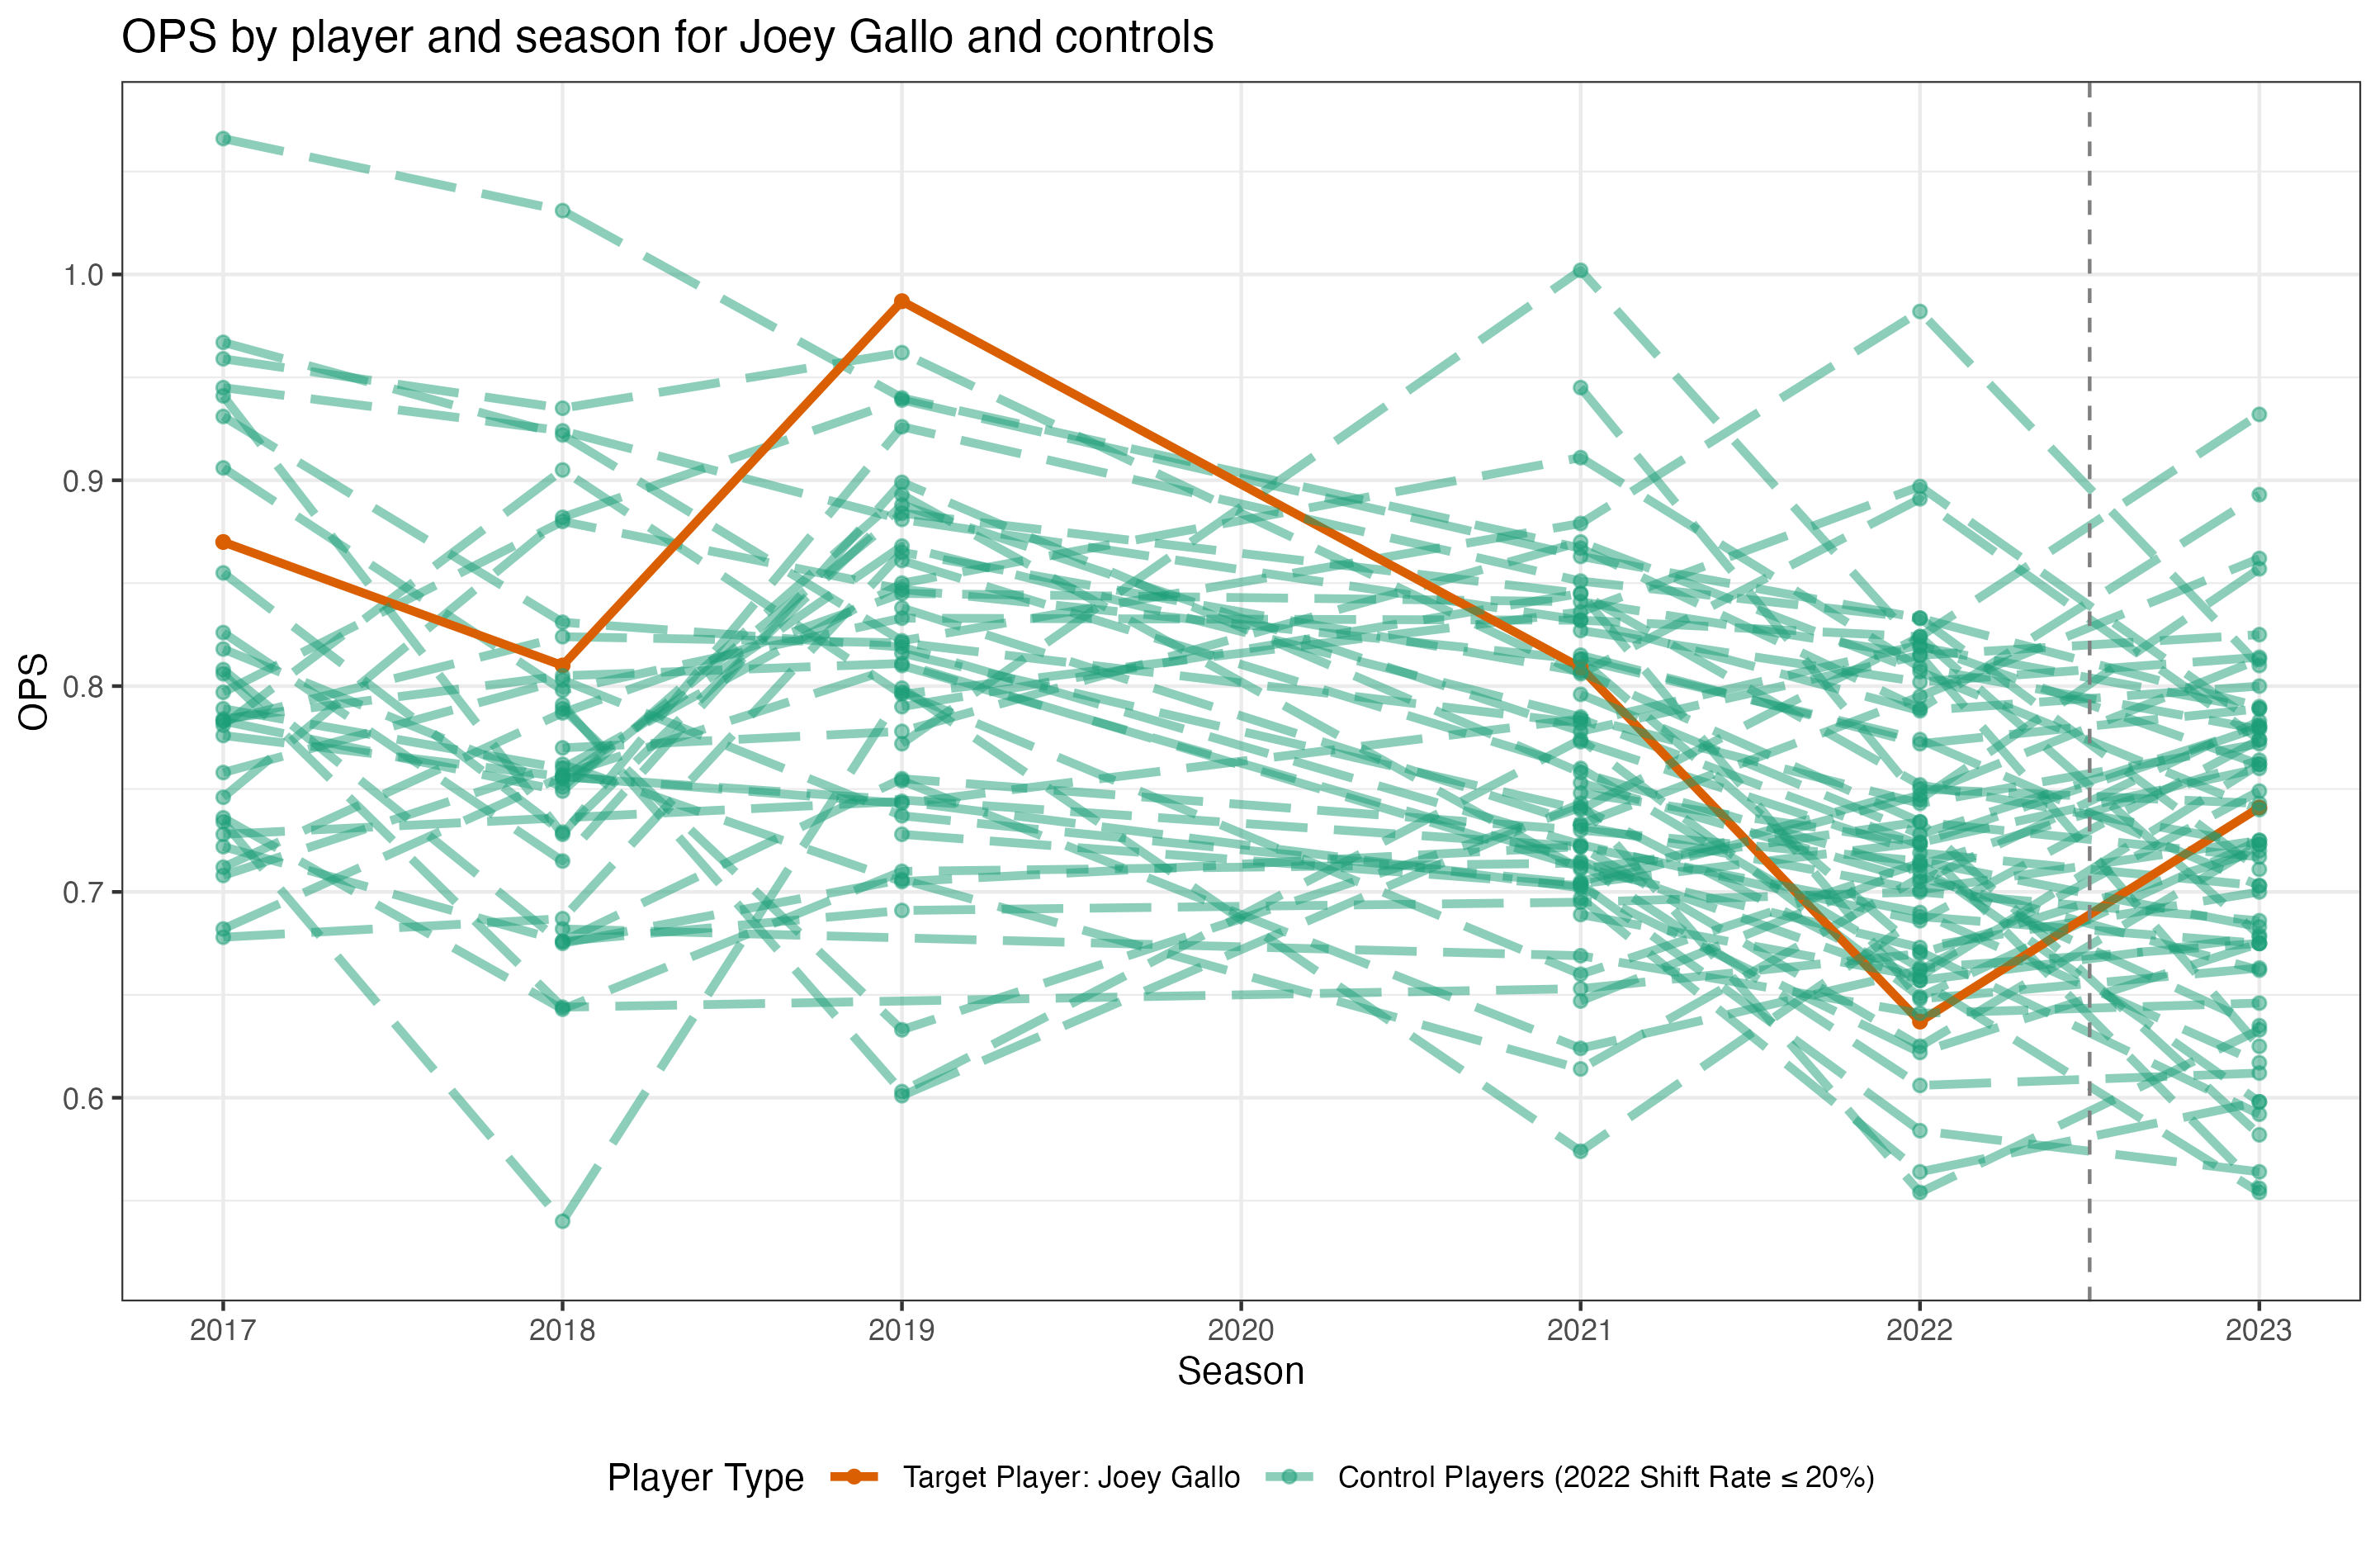 OPS by player and season for Joey Gallo and controls
OPS
1.0
0.9
0.8
0.7
0.6
2017 2018 2019 2020 2021 2022 2023
Season
Player Type Target Player: Joey Gallo Control Players (2022 Shift Rate ≤ 20%)